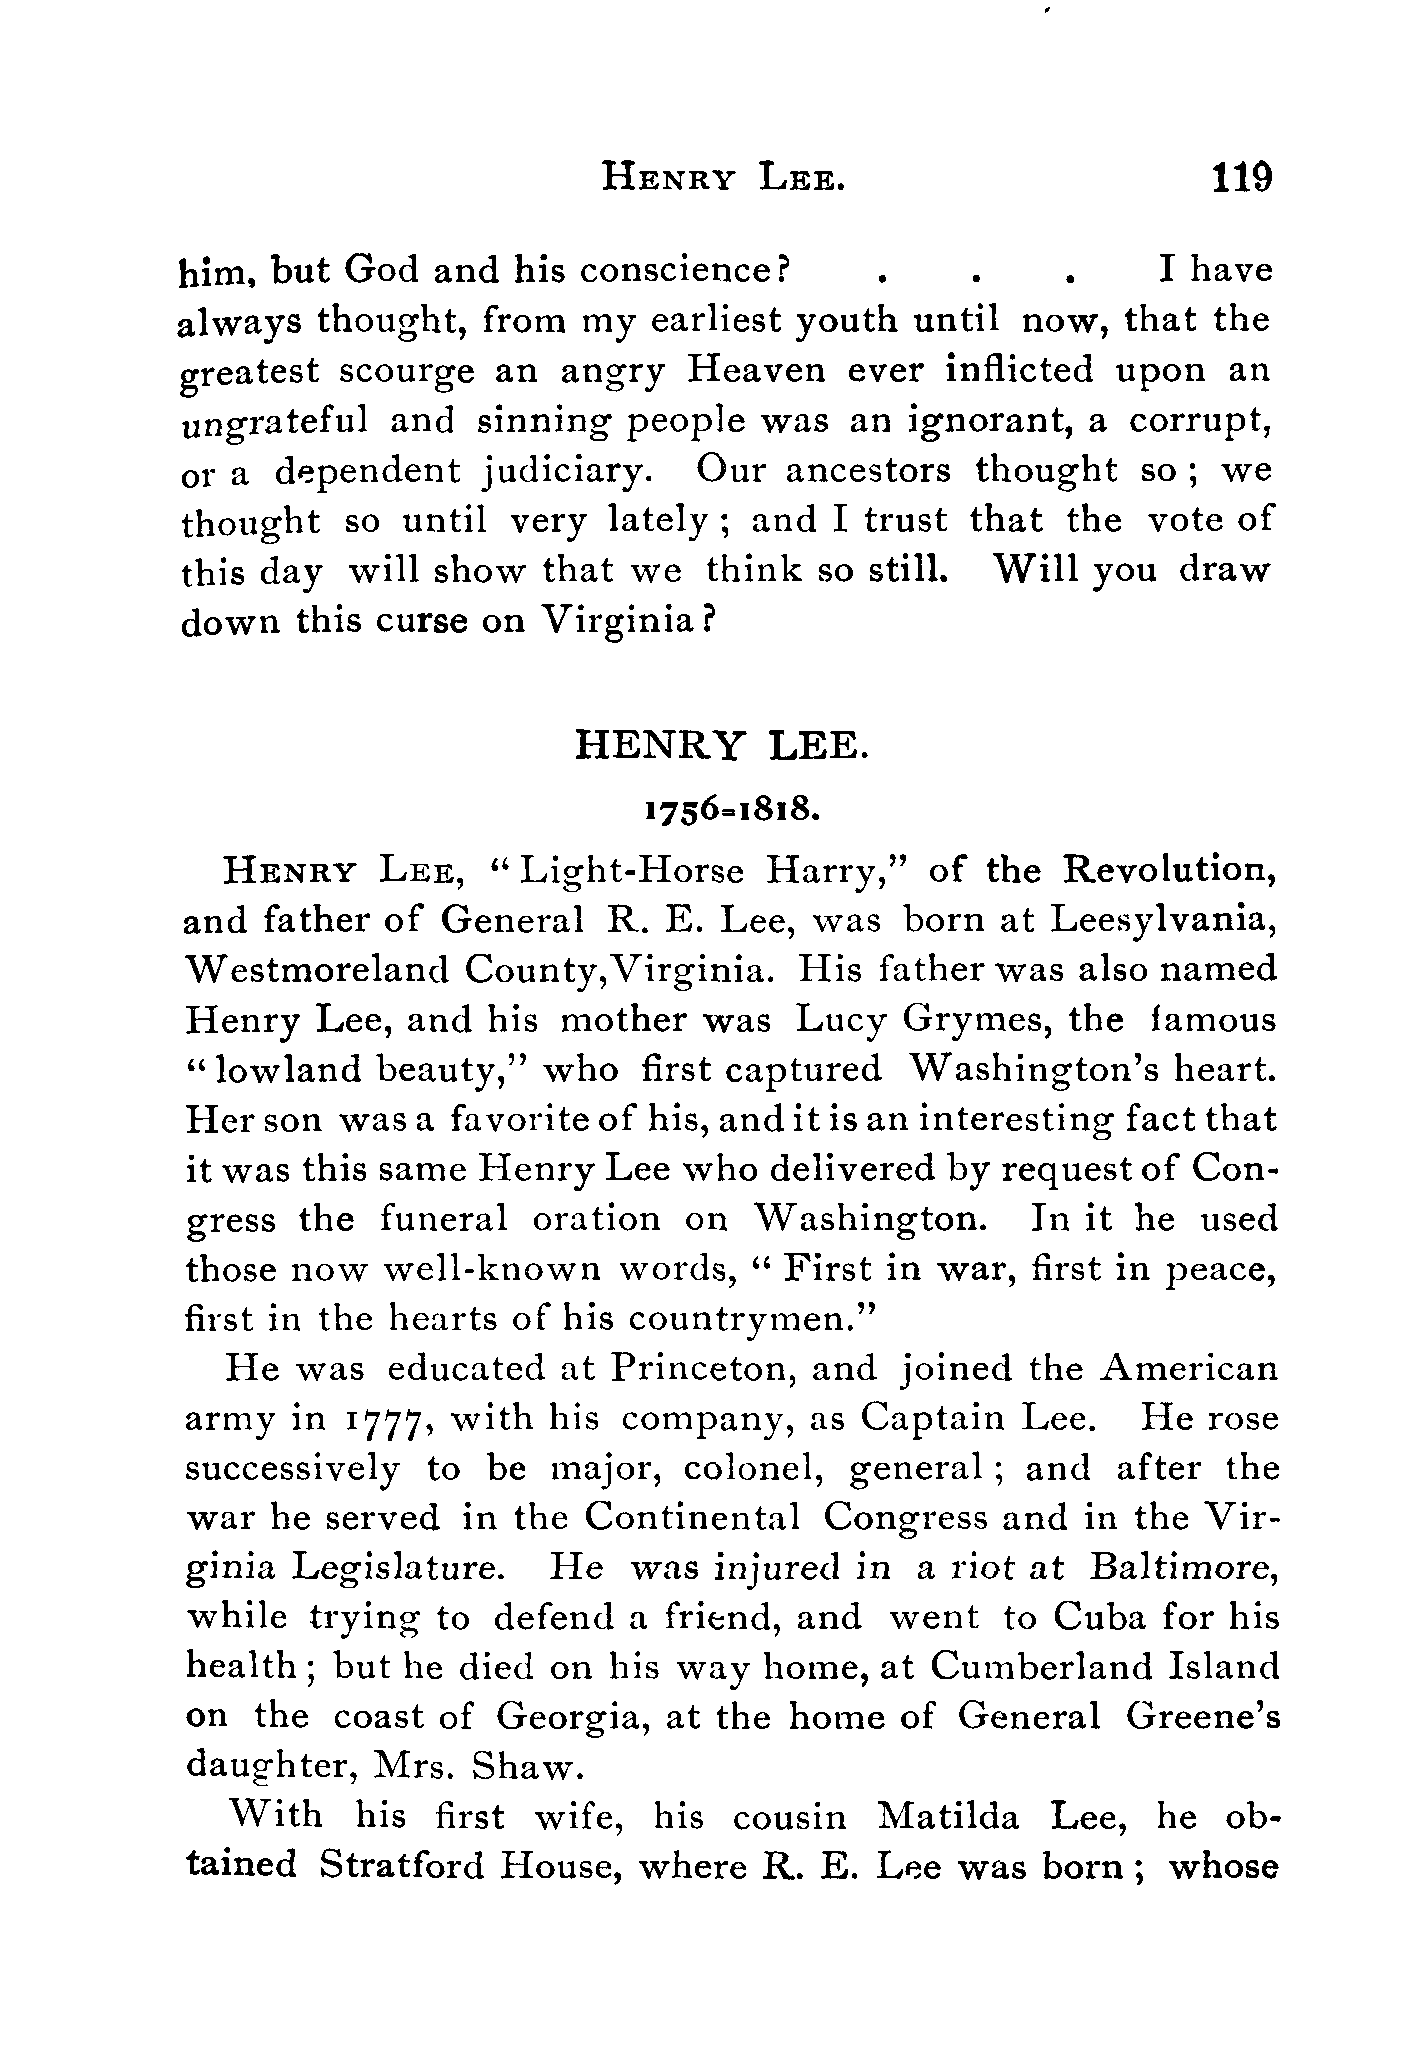 HENRY LEE. 119
him, but God and his conscience? . . . I have
always thought, from my earliest youth until now, that the
greatest scourge an angry Heaven ever inflicted upon an
ungrateful and sinning people was an ignorant, a corrupt,
or a dependent judiciary. Our ancestors thought so ; we
thought so until very lately ; and I trust that the vote of
this day will show that we think so still. Will you draw
down this curse on Virginia ?
HENRY LEE.
1756=1818.
HENRY LEE, “ Light-Horse Harry,” of the Revolution,
and father of General R. E. Lee, was born at Leesylvania,
Westmoreland County,Virginia. His father was also named
Henry Lee, and his mother was Lucy Grymes, the famous
“ lowland beauty,” who first captured Washington’s heart.
Her son was a favorite of his, and it is an interesting fact that
it was this same Henry Lee who delivered by request of Con-
gress the funeral oration on Washington. In it he used
those now well-known words, “ First in war, first in peace,
first in the hearts of his countrymen.”
He was educated at Princeton, and joined the American
army in 1777, with his company, as Captain Lee. He rose
successively to be major, colonel, general ; and after the
war he served in the Continental Congress and in the Vir-
ginia Legislature. He was injured in a riot at Baltimore,
while trying to defend a friend, and went to Cuba for his
health ; but he died on his way home, at Cumberland Island
on the coast of Georgia, at the home of General Greene’s
daughter, Mrs. Shaw.
With his first wife, his cousin Matilda Lee, he ob-
tained Stratford House, where R. E. Lee was born ; whose